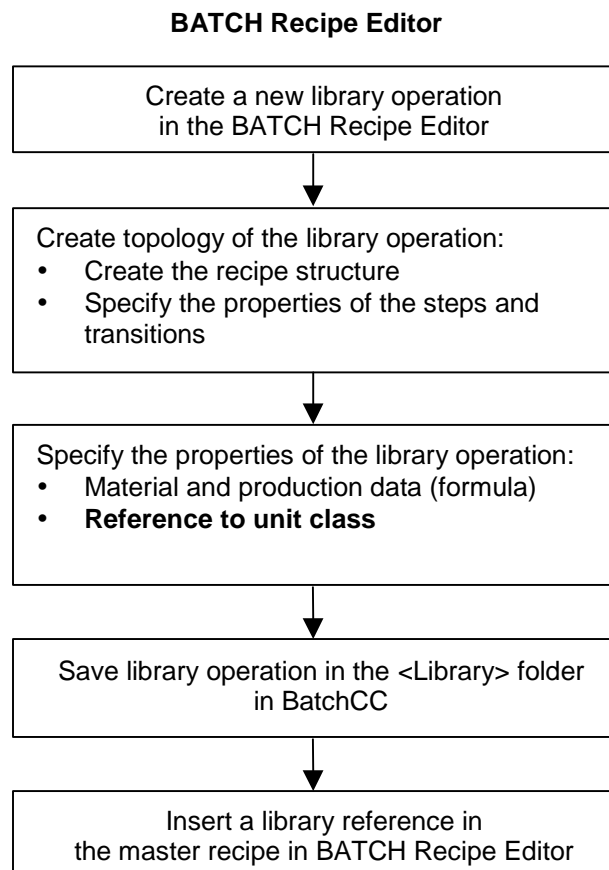 BATCH Recipe Editor
Create a new library operation
in the BATCH Recipe Editor
Create topology of the library operation:
• Create the recipe structure
• Specify the properties of the steps and
transitions
Specify the properties of the library operation:
• Material and production data (formula)
• Reference to unit class
Save library operation in the <Library> folder
in BatchCC
Insert a library reference in
the master recipe in BATCH Recipe Editor